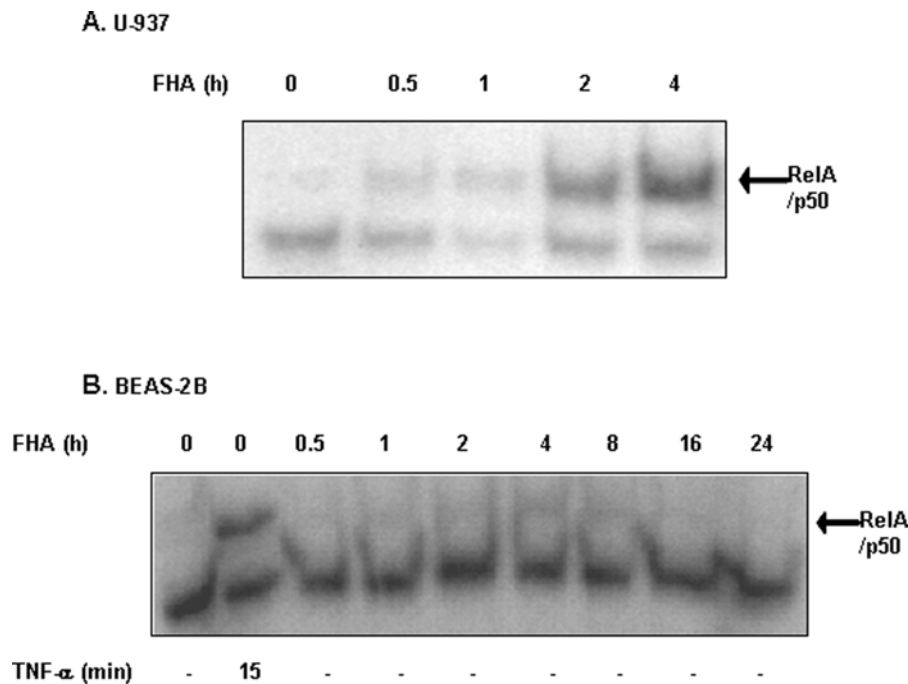 A. U-937
FHA (h) 0 0.5 1 2 4
RelA
/p50
B. BEAS-2B
FHA (h) 0 0 0.5 1 2 4 8 16 24
RelA
/p50
TNF-α (min) - 15 - - - - - - -